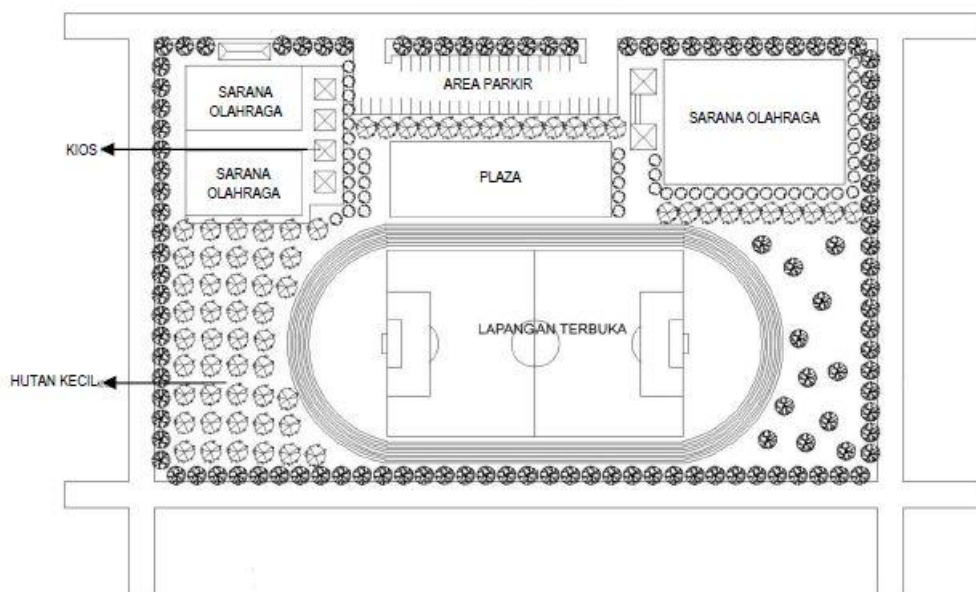 SARANA
OLAHRAGA
AREA PARKIR
SARANA OLAHRAGA
KIOS
SARANA
OLAHRAGA
PLAZA
LAPANGAN TERBUKA
HUTAN KECIL